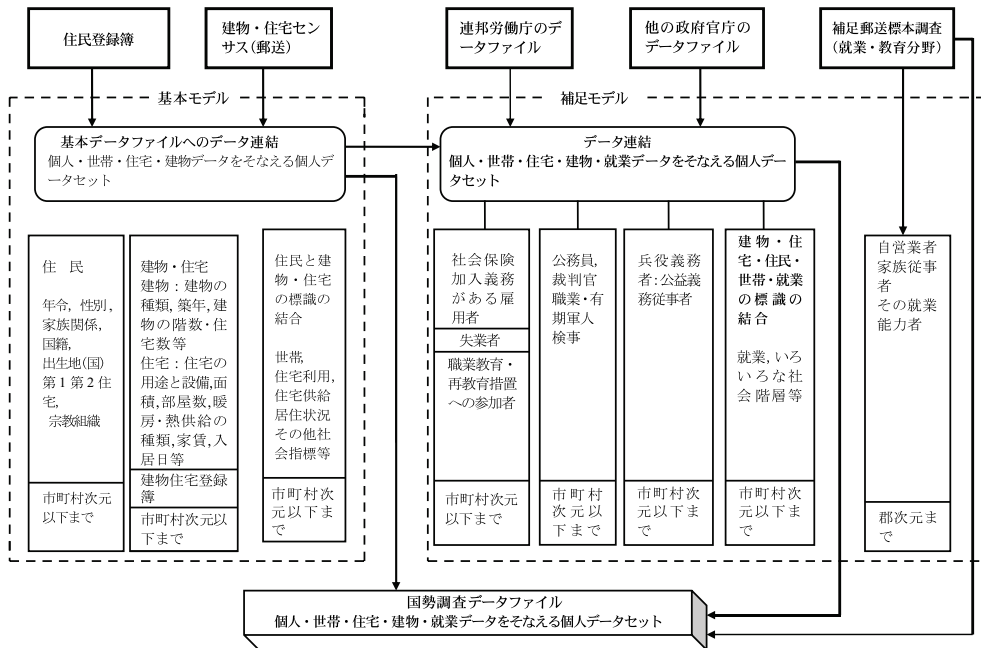 住民登録簿
建物・住宅セン
サス(郵送)
連邦労働庁のデ
ータファイル
他の政府官庁の
データファイル
補足郵送標本調査
(就業・教育分野)
基本モデル
補足モデル
基本データファイルへのデータ連結
個人・世帯・住宅・建物データをそなえる個人デ
ータセット
データ連結
個人・世帯・住宅・建物・就業データをそなえる個人デー
タセット
住 民
年令, 性別,
家族関係,
国籍,
出生地(国)
第1第2住
宅,
宗教組織
市町村次元
以下まで
建物・住宅
建物:建物の
種類, 築年, 建
物の階数・住
宅数等
住宅:住宅の
用途と設備,面
積,部屋数,暖
房・熱供給の
種類,家賃,入
居日等
建物住宅登録
簿
市町村次元以
下まで
住民と建
物・住宅
の標識の
結合
世帯,
住宅利用,
住宅供給
居住状況
その他社
会指標等
市町村次
元以下ま
で
社会保険
加入義務
がある雇
用者
失業者
職業教育・
再教育措置
への参加者
市町村次元
以下まで
公務員,
裁判官
職業・有
期軍人
検事
市町村
次元以
下まで
兵役義務
者:公益義
務従事者
市町村次
元以下ま
で
建物・住
宅・住民・
世帯・就業
の標識の
結合
就業, いろ
いろな社
会階層等
市町村次
元以下ま
で
自営業者
家族従事
者
その就業
能力者
郡次元ま
で
国勢調査データファイル
個人・世帯・住宅・建物・就業データをそなえる個人データセット